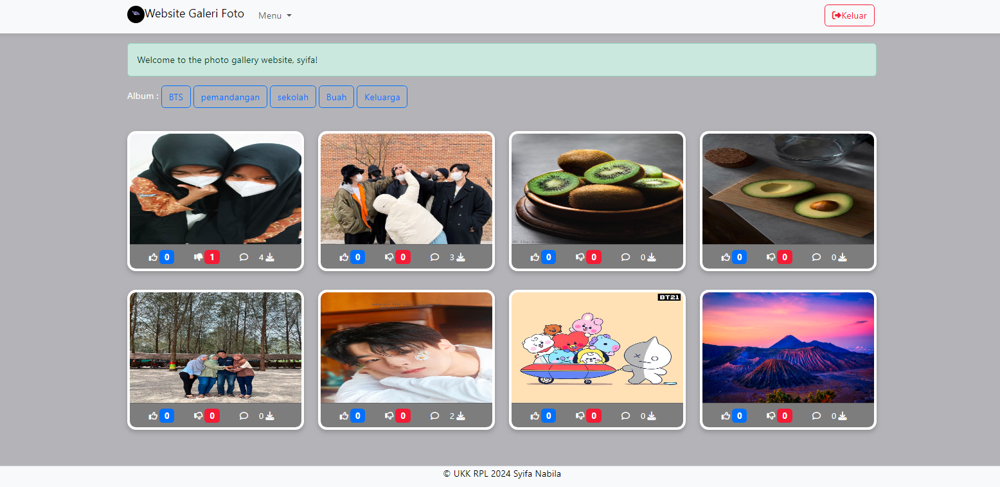 Website Galeri Foto Menu Keluar
Welcome to the photo gallery website, syifa!
Album : BTS pemandangan sekolah Buah Keluarga
0 1 4
0 0 3
0 0 0
0 0 0
BT21
0 0 0
0 0 2
0 0 0
0 0 0
© UKK RPL 2024 Syifa Nabila